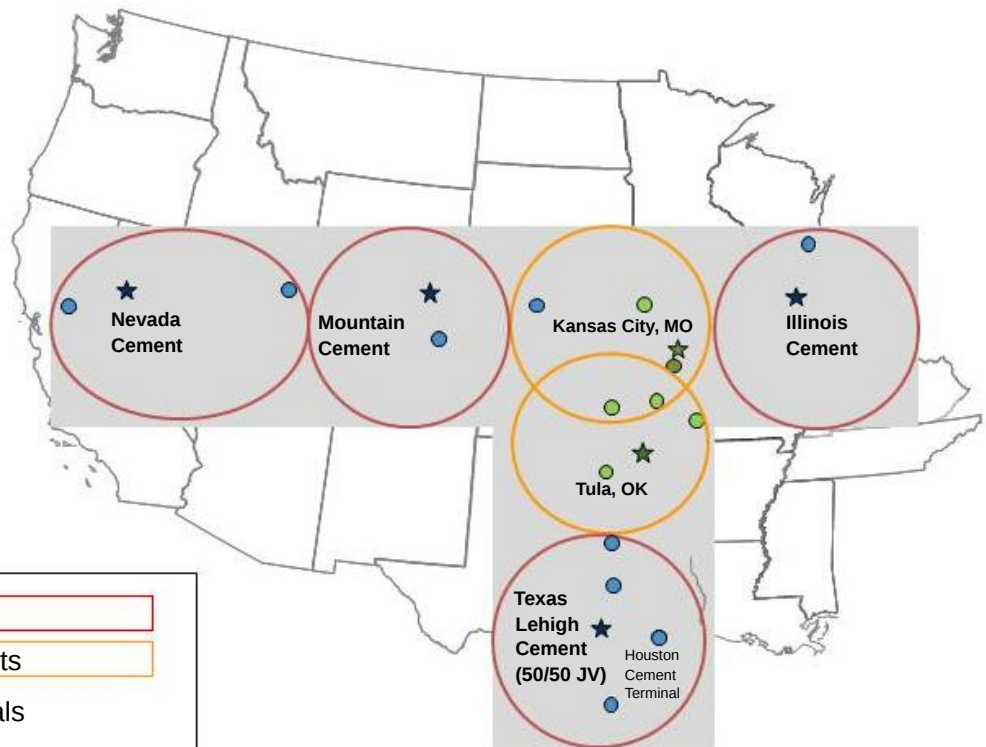 Nevada
Cement
Mountain
Cement
Kansas City, MO
Illinois
Cement
Tula, OK
Texas
Lehigh
Cement
(50/50 JV)
Houston
Cement
Terminal
ts
als